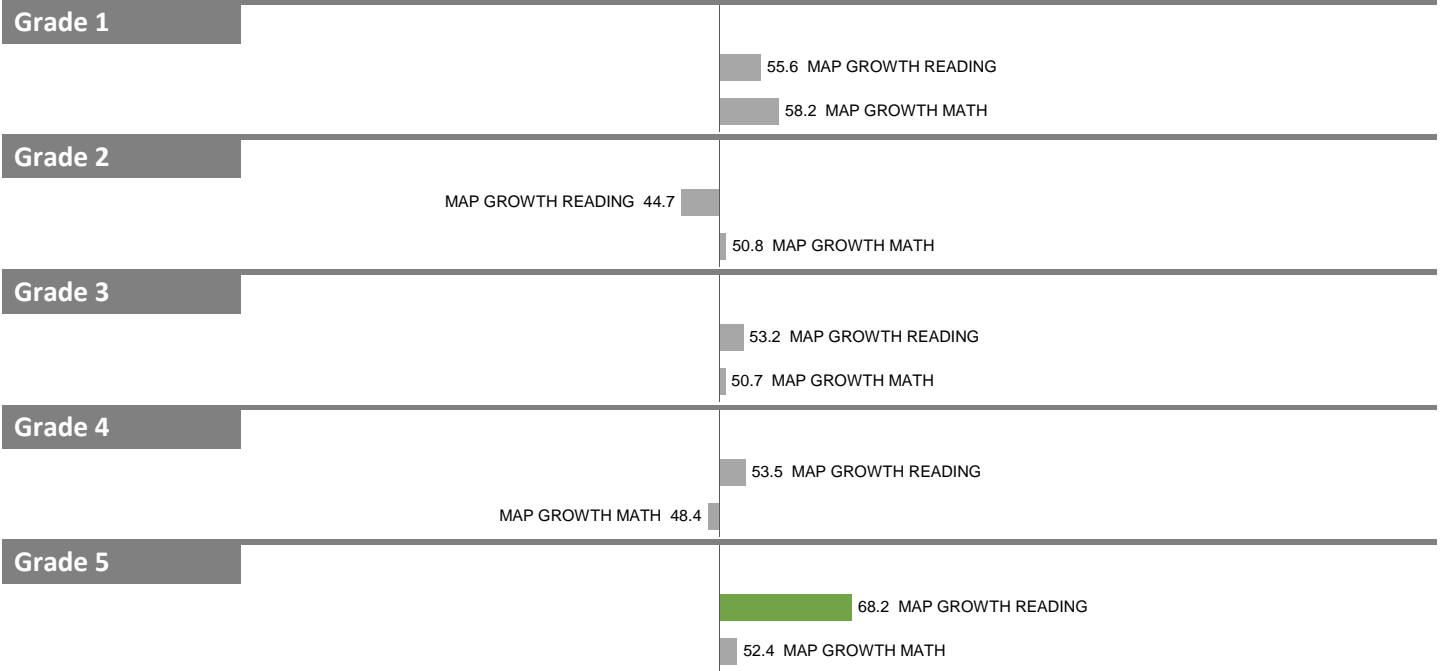 Grade 1
55.6 MAP GROWTH READING
58.2 MAP GROWTH MATH
Grade 2
MAP GROWTH READING 44.7
50.8 MAP GROWTH MATH
Grade 3
53.2 MAP GROWTH READING
50.7 MAP GROWTH MATH
Grade 4
53.5 MAP GROWTH READING
MAP GROWTH MATH 48.4
Grade 5
68.2 MAP GROWTH READING
52.4 MAP GROWTH MATH